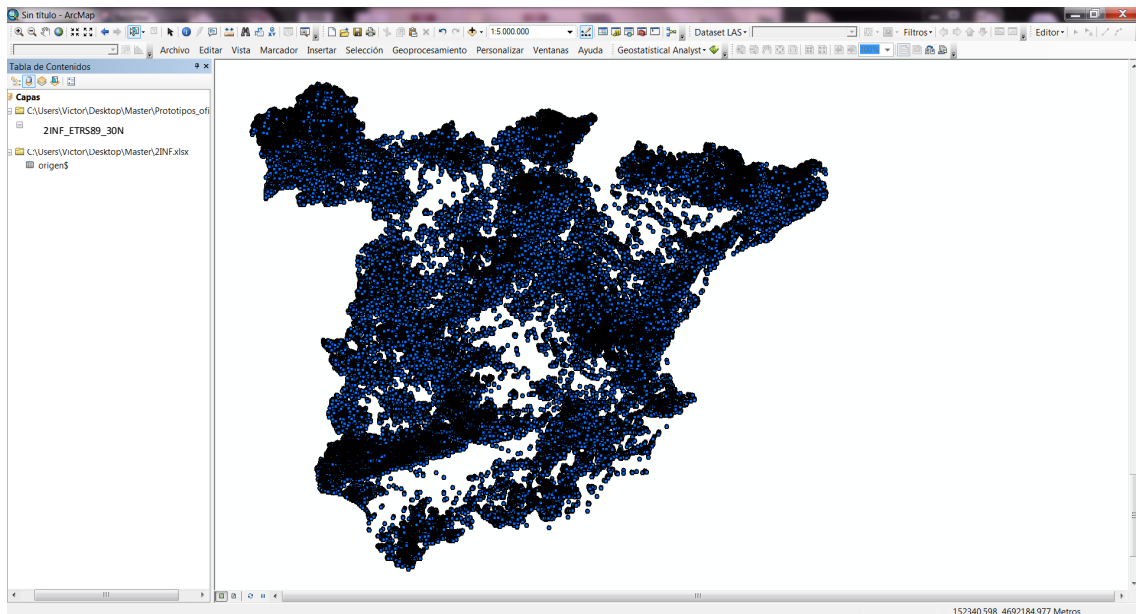 Sin título - ArcMap
1:5.000.000
Dataset LAS
Filtros
Editor
Archivo Editar Vista Marcador Insertar Selección Geoprocesamiento Personalizar Ventanas Ayuda
Geostatistical Analyst
100%
Tabla de Contenidos
Capas
C:\Users\Victor\Desktop\Master\Prototipos_ofi
2INF_ETRS89_30N
C:\Users\Victor\Desktop\Master\2INF.xlsx
origen$
152340,598 4692184,977 Metros